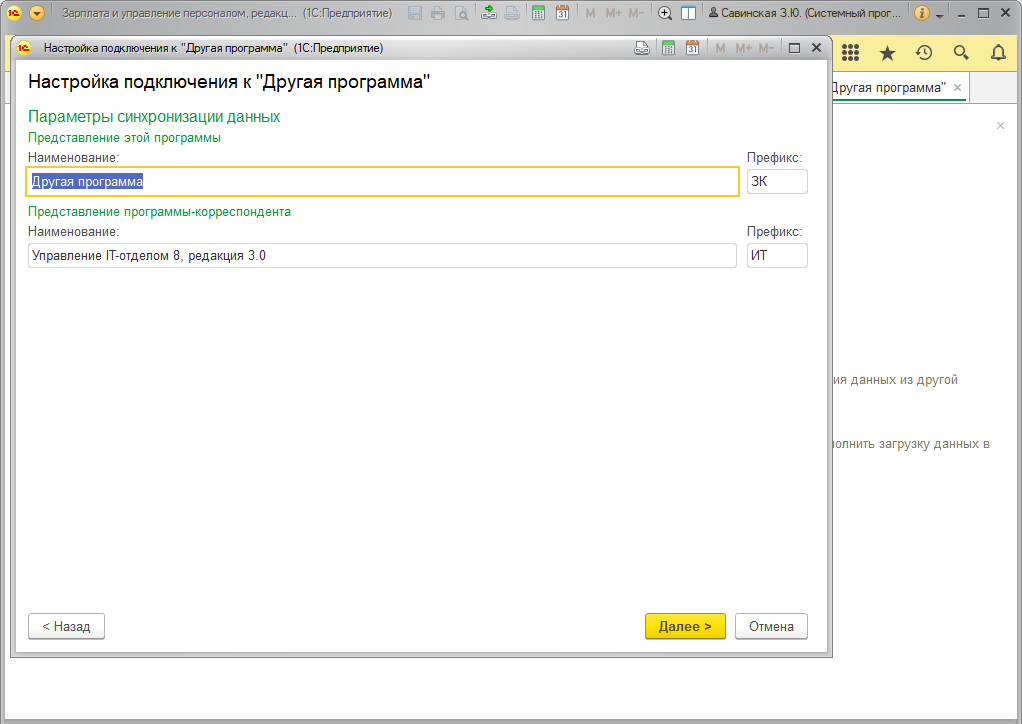 Зарплата и управление персоналом, редакц... (1С:Предприятие)
M M+ M-
Савинская З.Ю. (Системный прог...
Настройка подключения к "Другая программа" (1С:Предприятие)
M M+ M-
Другая программа"
Настройка подключения к "Другая программа"
Параметры синхронизации данных
Представление этой программы
Наименование: Префикс:
Другая программа ЗК
Представление программы-корреспондента
Наименование: Префикс:
Управление IT-отделом 8, редакция 3.0 ИТ
ия данных из другой
олнить загрузку данных в
< Назад Далее > Отмена